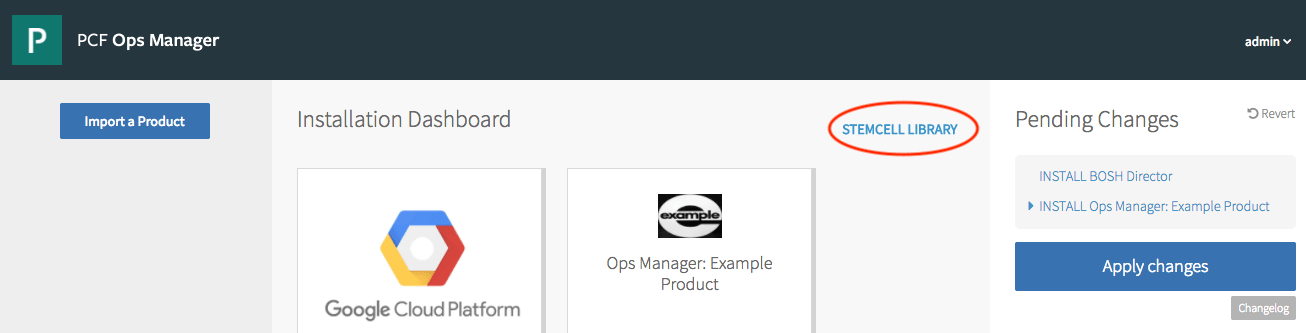 P
PCF Ops Manager
admin
Import a Product
Installation Dashboard
STEMCELL LIBRARY
Google Cloud Platform
example
Ops Manager: Example
Product
Pending Changes
Revert
INSTALL BOSH Director
INSTALL Ops Manager: Example Product
Apply changes
Changelog